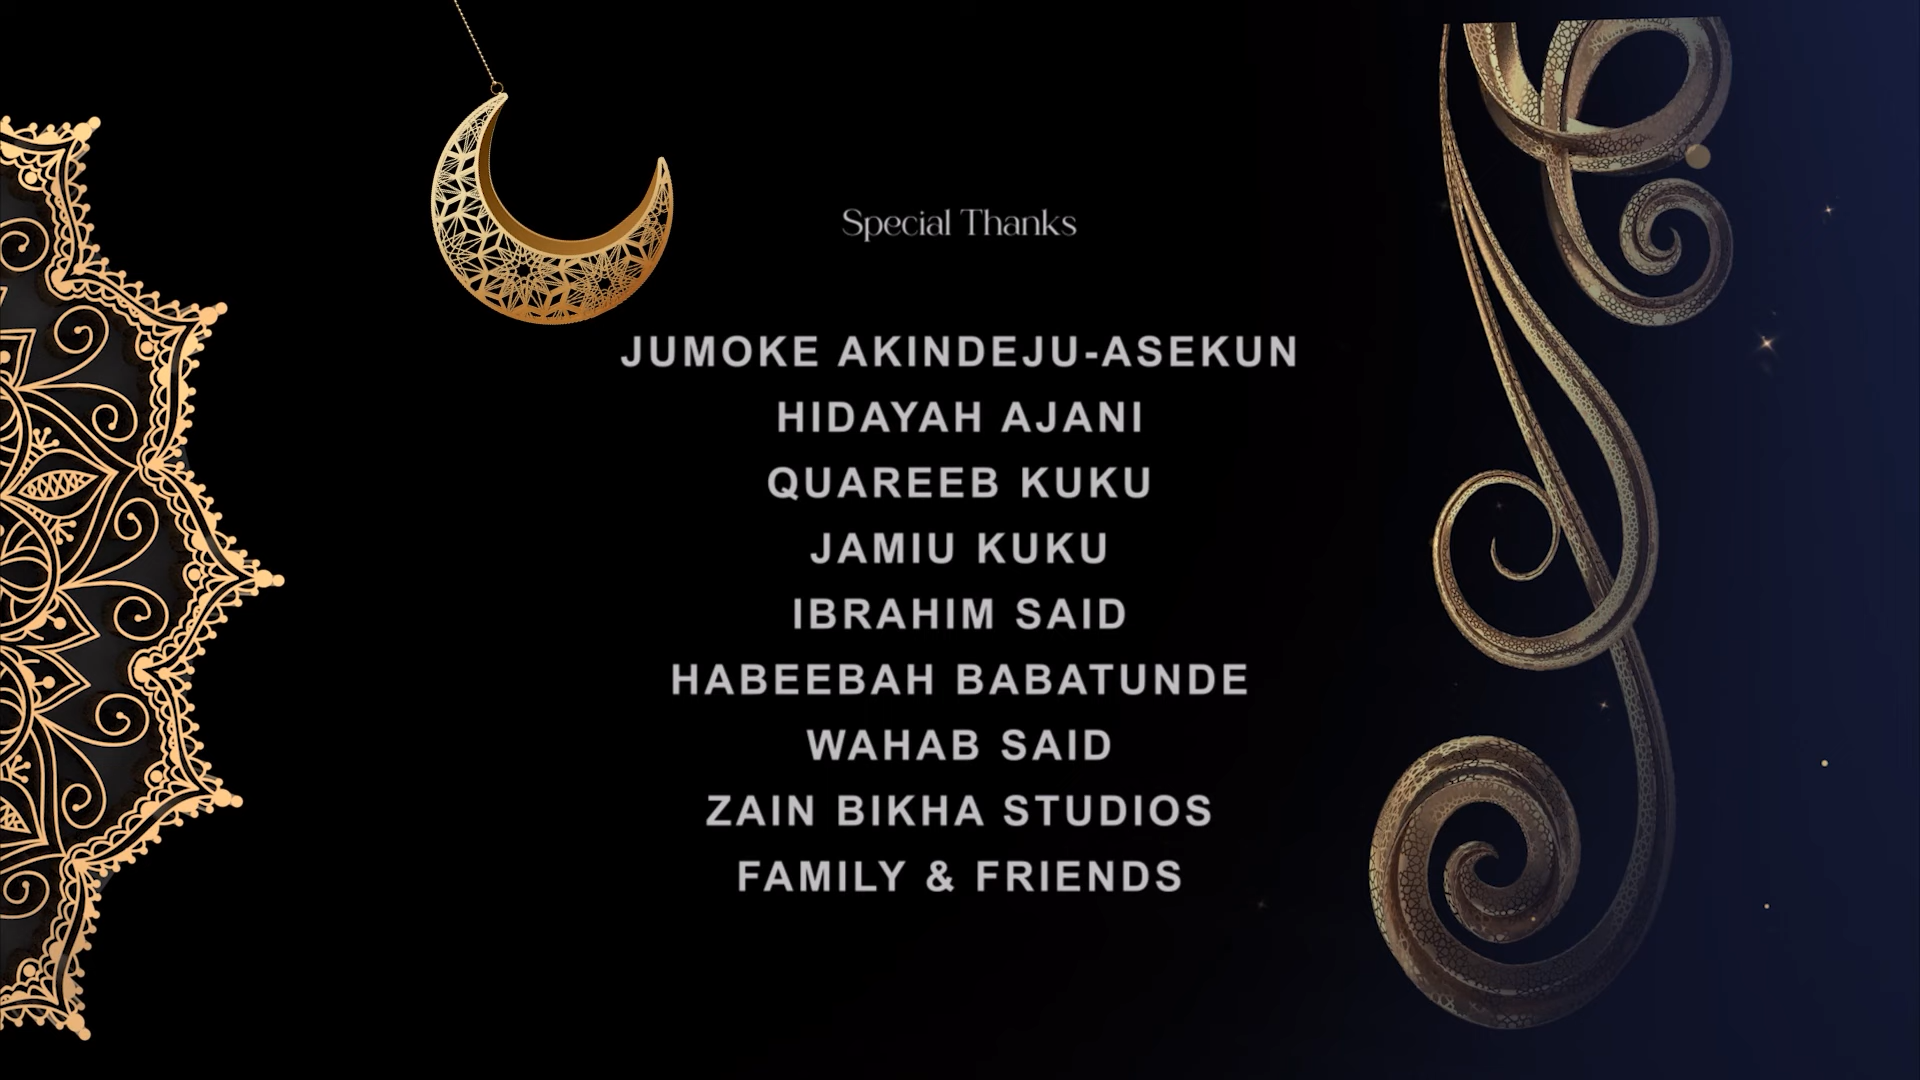 Special Thanks
JUMOKE AKINDEJU-ASEKUN
HIDAYAH AJANI
QUAREEB KUKU
JAMIU KUKU
IBRAHIM SAID
HABEEBAH BABATUNDE
WAHAB SAID
ZAIN BIKHA STUDIOS
FAMILY & FRIENDS